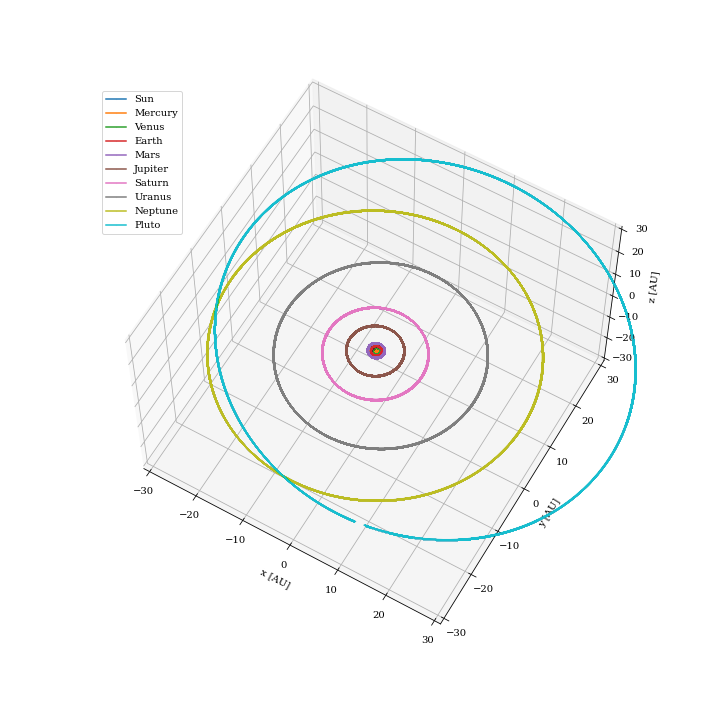 Sun
Mercury
Venus
Earth
Mars
Jupiter
Saturn
Uranus
Neptune
Pluto
30
20
10
0
−10
−20
−30
z [AU]
30
20
10
0
−10
−20
−30
y [AU]
−30
−20
−10
0
10
20
30
x [AU]